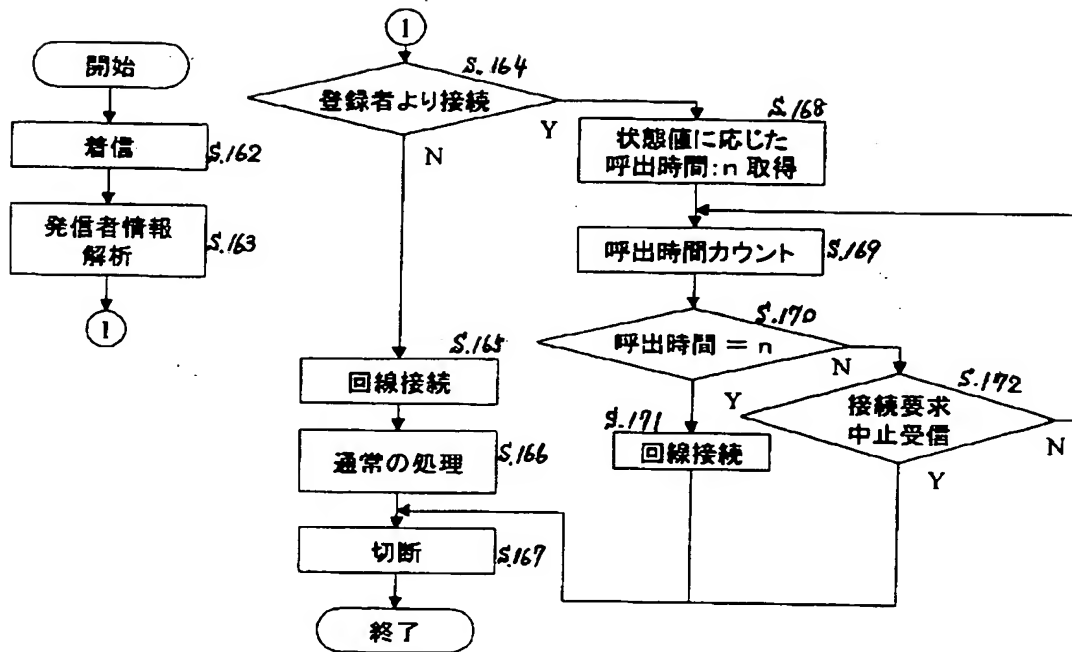 開始
着信
S.162
発信者情報
解析
S.163
1
1
S.164
登録者より接続
Y
N
S.165
回線接続
通常の処理
S.166
切断
S.167
終了
S.168
状態値に応じた
呼出時間:n 取得
呼出時間カウント
S.169
S.170
呼出時間 = n
N
Y
S.171
回線接続
S.172
接続要求
中止受信
N
Y